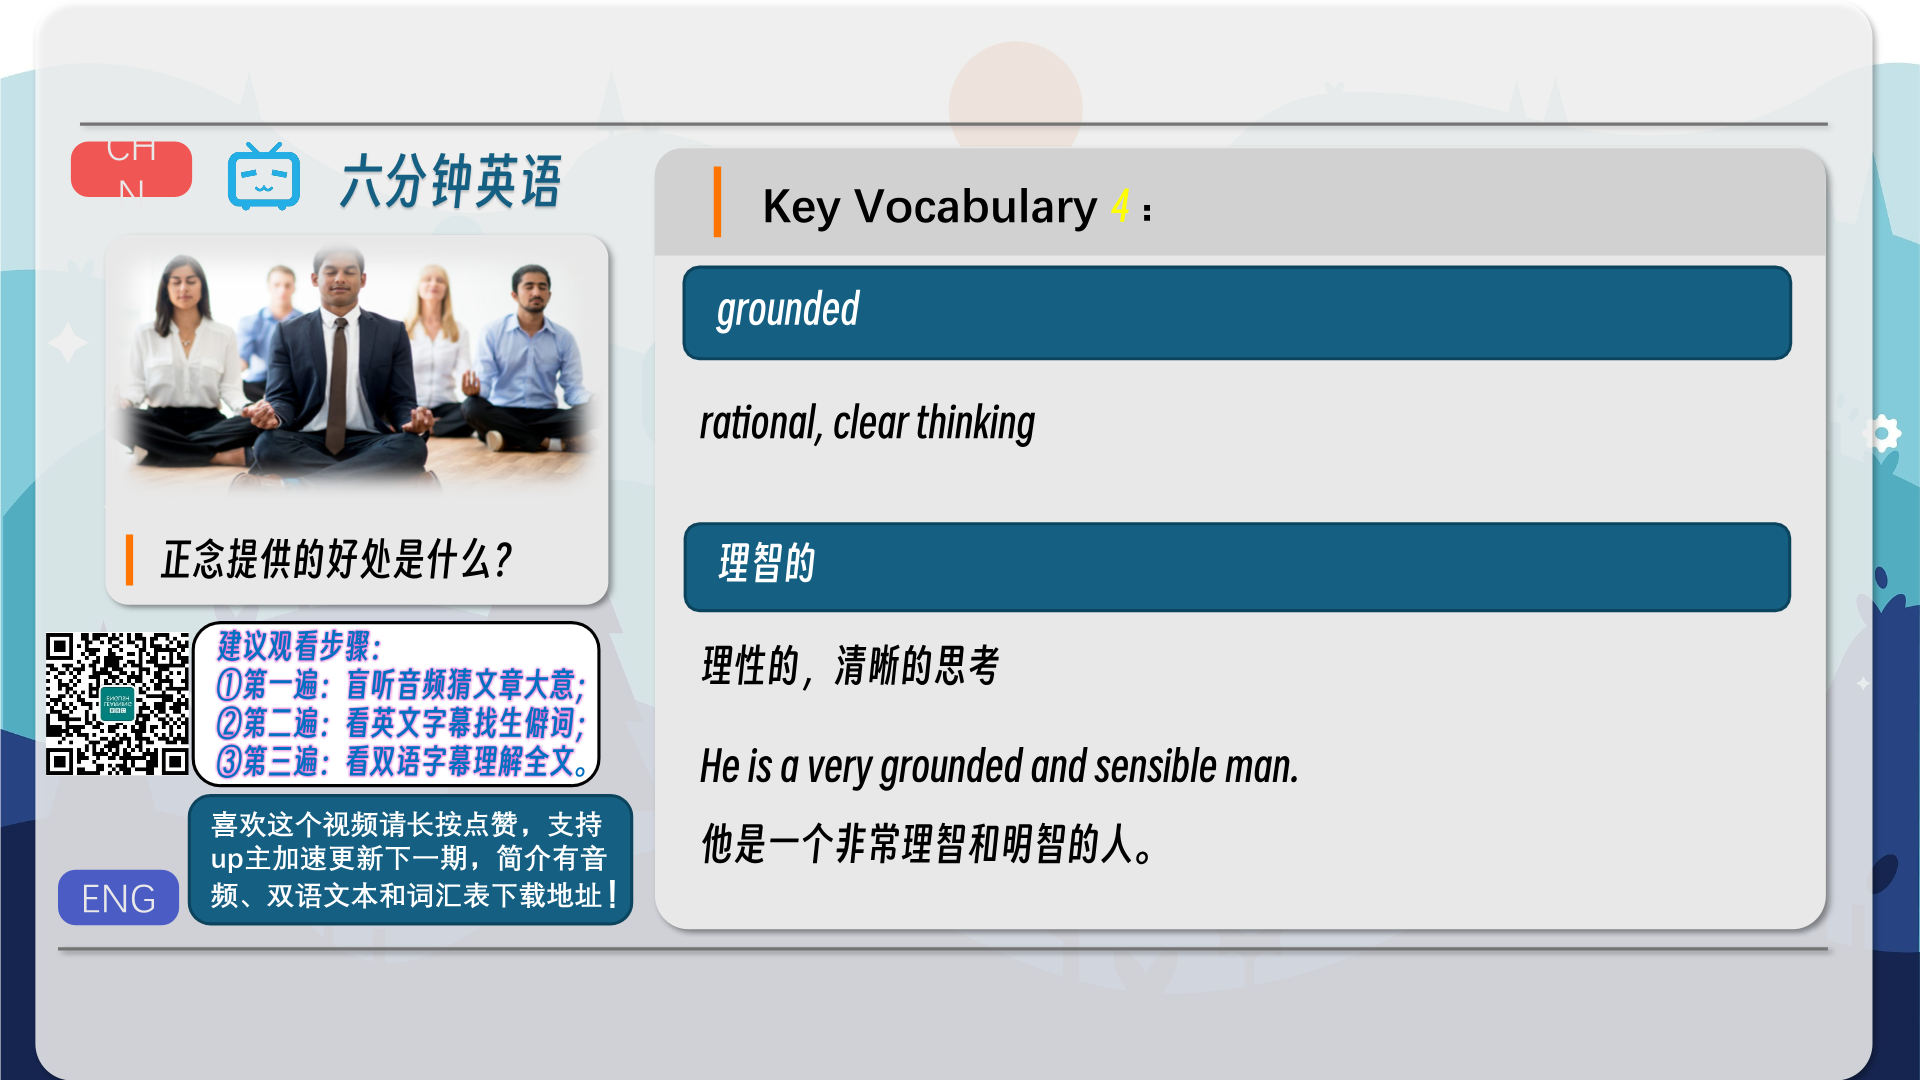 CH
N
六分钟英语
正念提供的好处是什么？
建议观看步骤：
①第一遍：盲听音频猜文章大意；
②第二遍：看英文字幕找生僻词；
③第三遍：看双语字幕理解全文。
喜欢这个视频请长按点赞，支持
up主加速更新下一期，简介有音
频、双语文本和词汇表下载地址！
ENG
Key Vocabulary 4：
grounded
rational, clear thinking
理智的
理性的，清晰的思考
He is a very grounded and sensible man.
他是一个非常理智和明智的人。